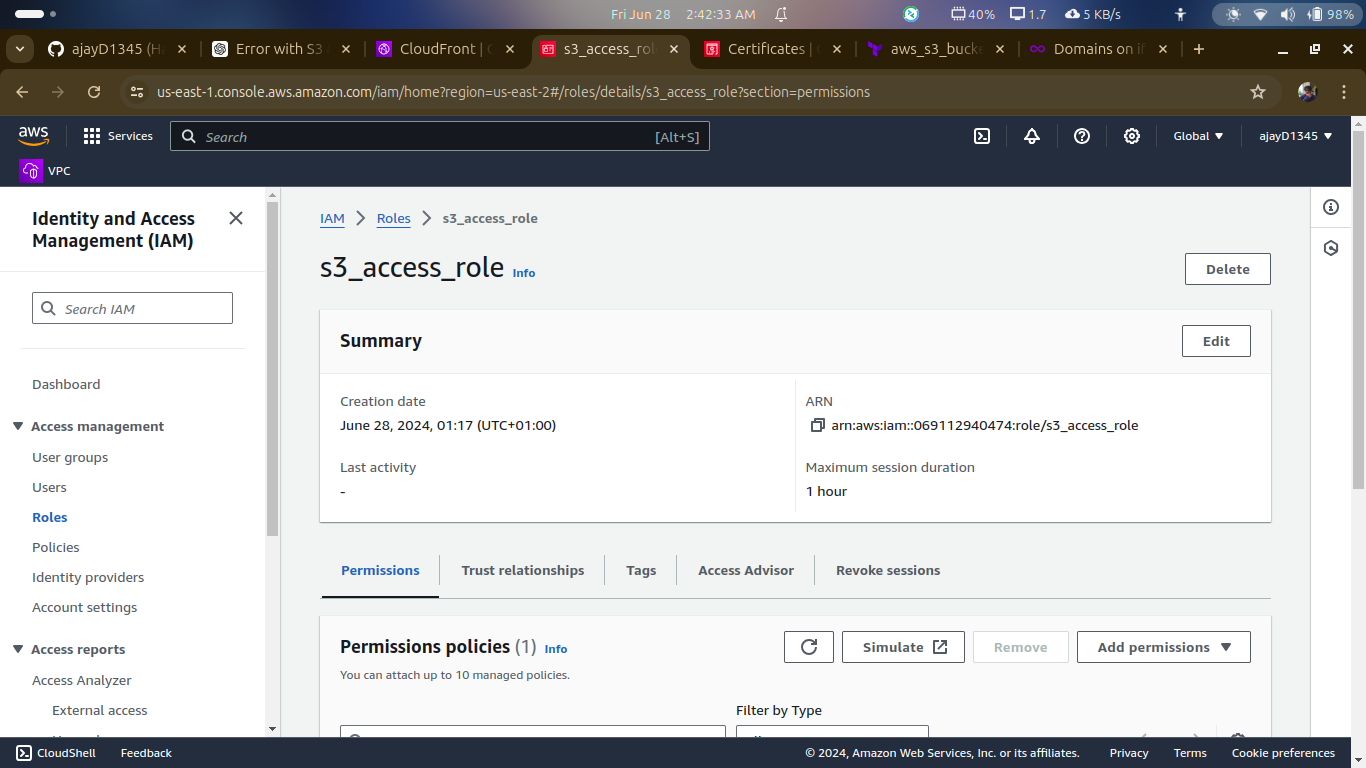 Fri Jun 28 2:42:33 AM 40% 1.7 5 KB/s 98%
ajayD1345 (Ha Error with S3 a CloudFront | G s3_access_role Certificates | C aws_s3_bucke Domains on if
us-east-1.console.aws.amazon.com/iam/home?region=us-east-2#/roles/details/s3_access_role?section=permissions
aws Services Search [Alt+S] Global ajayD1345
VPC
Identity and Access
Management (IAM)
Search IAM
Dashboard
Access management
User groups
Users
Roles
Policies
Identity providers
Account settings
Access reports
Access Analyzer
External access
IAM Roles s3_access_role
s3_access_role Info
Delete
Summary
Edit
Creation date
June 28, 2024, 01:17 (UTC+01:00)
ARN
arn:aws:iam::069112940474:role/s3_access_role
Last activity
-
Maximum session duration
1 hour
Permissions Trust relationships Tags Access Advisor Revoke sessions
Permissions policies (1) Info
Simulate Remove Add permissions
You can attach up to 10 managed policies.
Filter by Type
CloudShell Feedback © 2024, Amazon Web Services, Inc. or its affiliates. Privacy Terms Cookie preferences